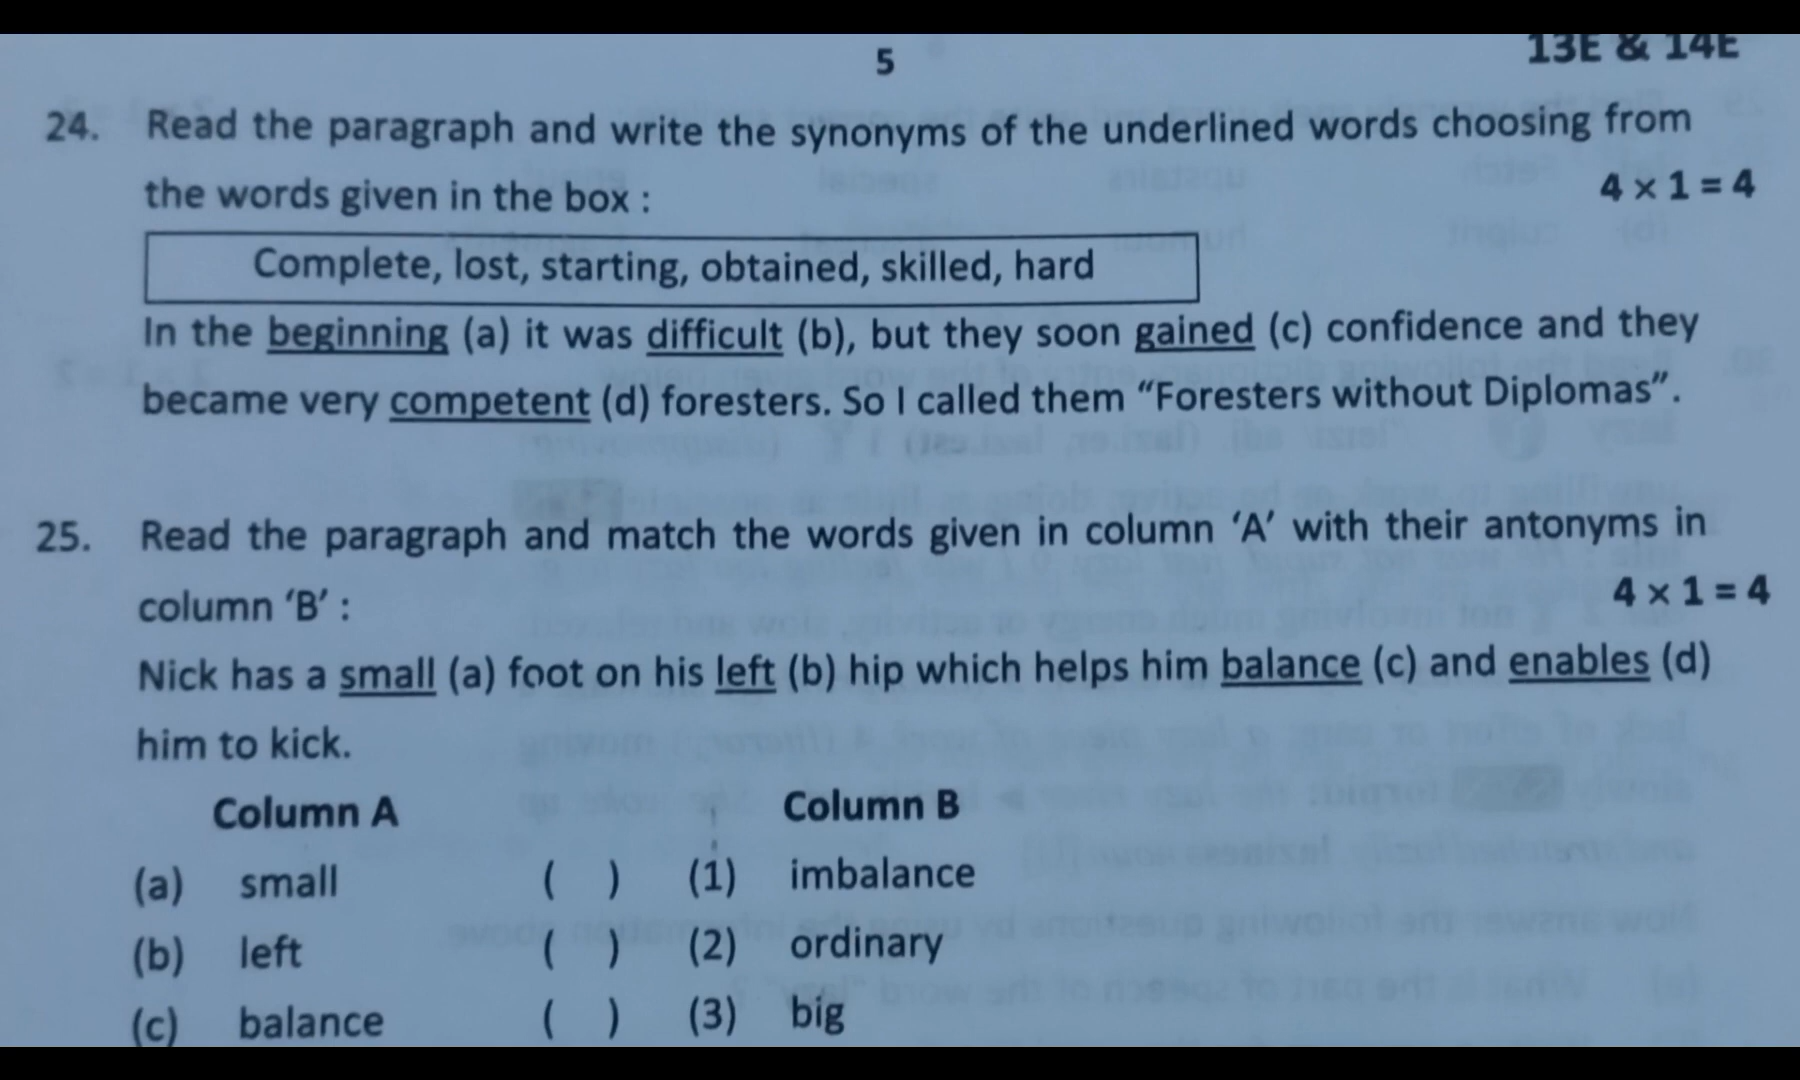 5
13E & 14E
24. Read the paragraph and write the synonyms of the underlined words choosing from
the words given in the box : 4 × 1 = 4
Complete, lost, starting, obtained, skilled, hard
In the beginning (a) it was difficult (b), but they soon gained (c) confidence and they
became very competent (d) foresters. So I called them “Foresters without Diplomas”.
25. Read the paragraph and match the words given in column ‘A’ with their antonyms in
column ‘B’ : 4 × 1 = 4
Nick has a small (a) foot on his left (b) hip which helps him balance (c) and enables (d)
him to kick.
Column A Column B
(a) small ( ) (1) imbalance
(b) left ( ) (2) ordinary
(c) balance ( ) (3) big